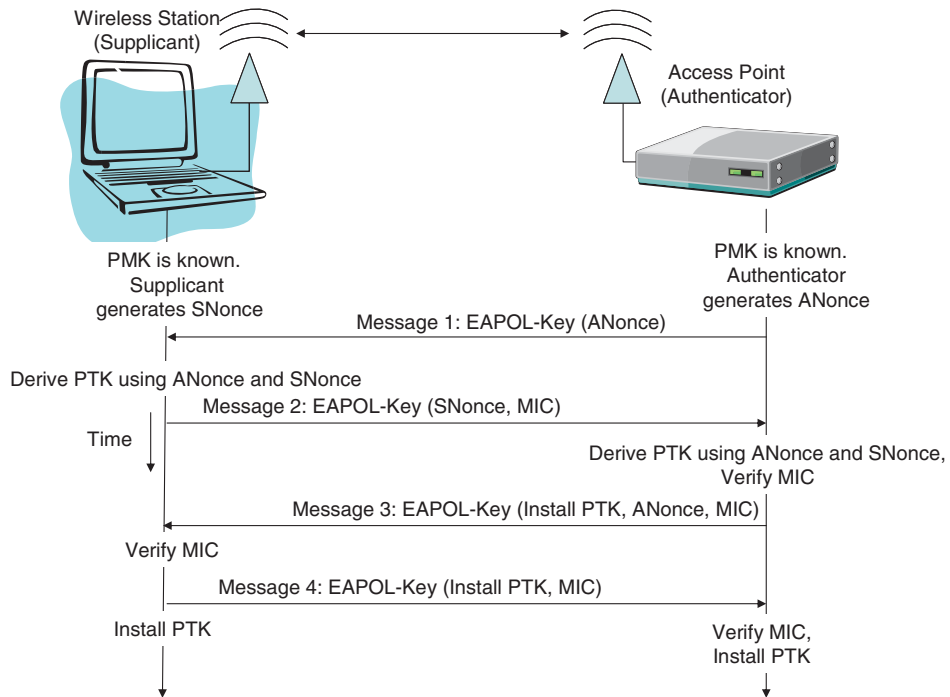 Wireless Station
(Supplicant)
Access Point
(Authenticator)
PMK is known.
Supplicant
generates SNonce
PMK is known.
Authenticator
generates ANonce
Message 1: EAPOL-Key (ANonce)
Derive PTK using ANonce and SNonce
Message 2: EAPOL-Key (SNonce, MIC)
Time
Derive PTK using ANonce and SNonce,
Verify MIC
Message 3: EAPOL-Key (Install PTK, ANonce, MIC)
Verify MIC
Message 4: EAPOL-Key (Install PTK, MIC)
Install PTK
Verify MIC,
Install PTK